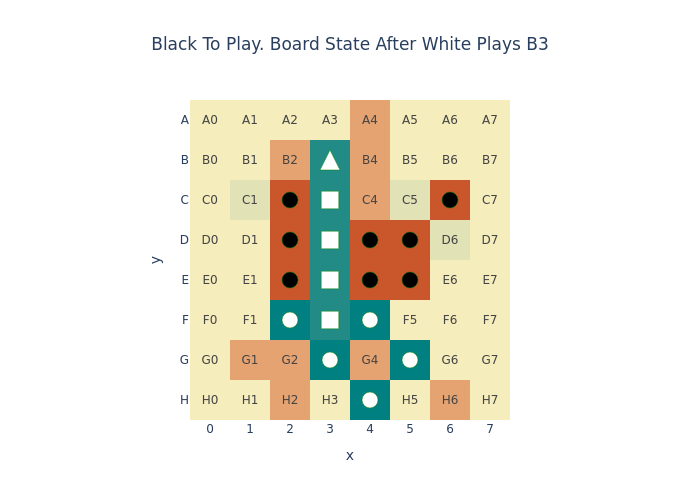 Black To Play. Board State After White Plays B3
A A0 A1 A2 A3 A4 A5 A6 A7
B B0 B1 B2 B4 B5 B6 B7
C C0 C1 C4 C5 C7
D D0 D1 D6 D7
y
E E0 E1 E6 E7
F F0 F1 F5 F6 F7
G G0 G1 G2 G4 G6 G7
H H0 H1 H2 H3 H5 H6 H7
0 1 2 3 4 5 6 7
x